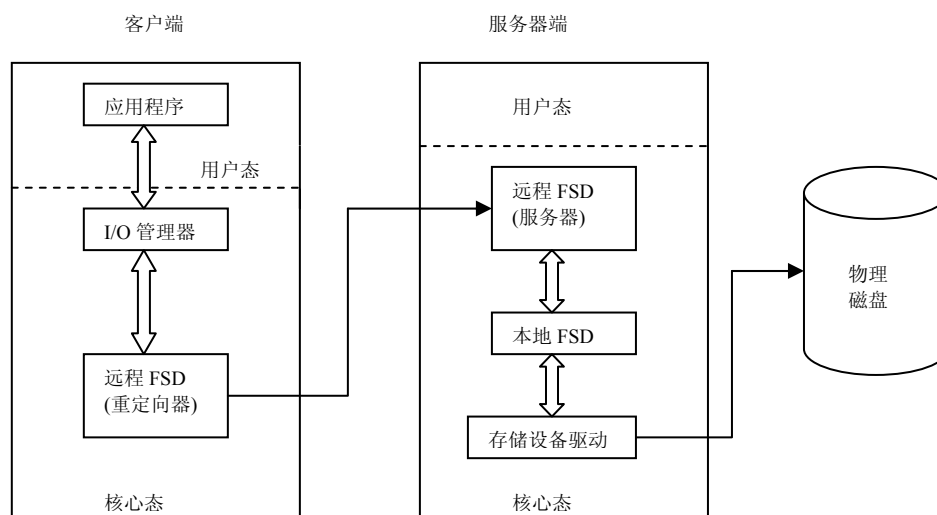 客户端
服务器端
应用程序
用户态
I/O 管理器
远程 FSD
(重定向器)
核心态
用户态
远程 FSD
(服务器)
本地 FSD
存储设备驱动
核心态
物理
磁盘